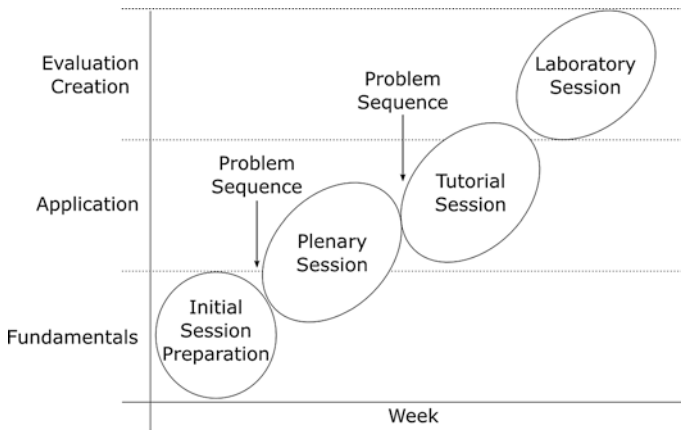 Evaluation
Creation
Laboratory
Session
Problem
Sequence
Problem
Sequence
Tutorial
Session
Application
Plenary
Session
Initial
Session
Preparation
Fundamentals
Week